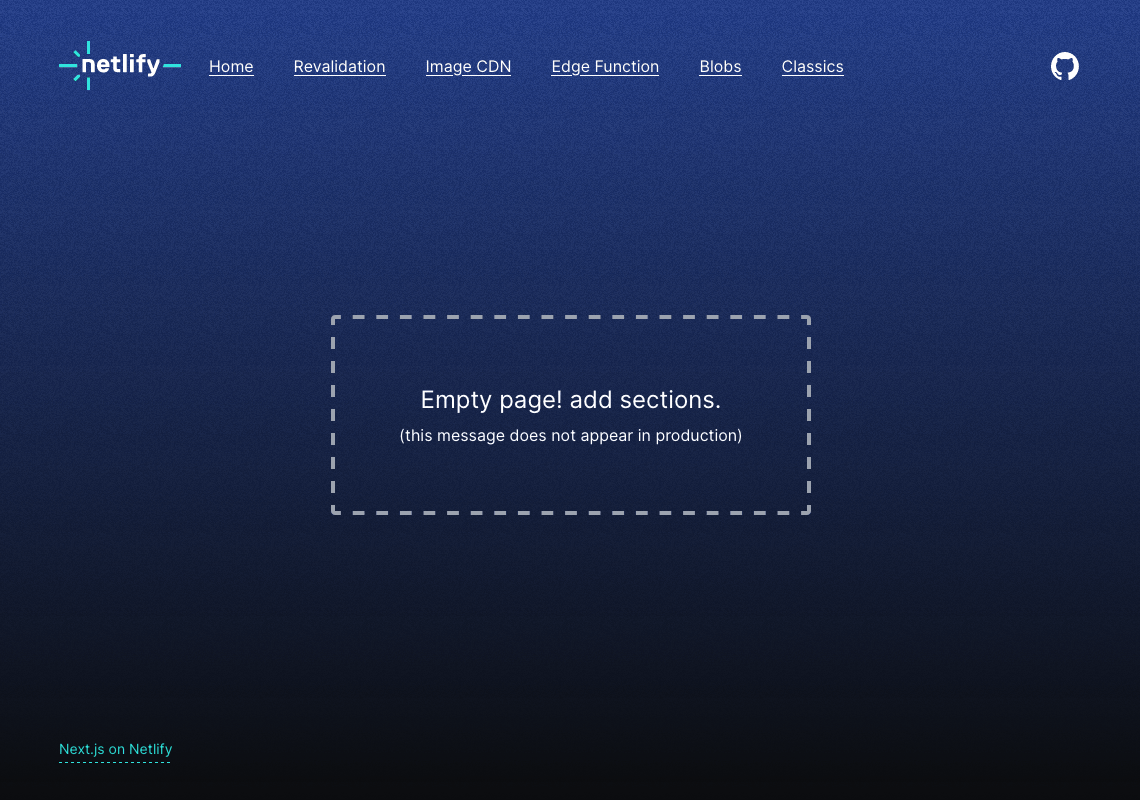 netlify
Home Revalidation Image CDN Edge Function Blobs Classics
Empty page! add sections.
(this message does not appear in production)
Next.js on Netlify